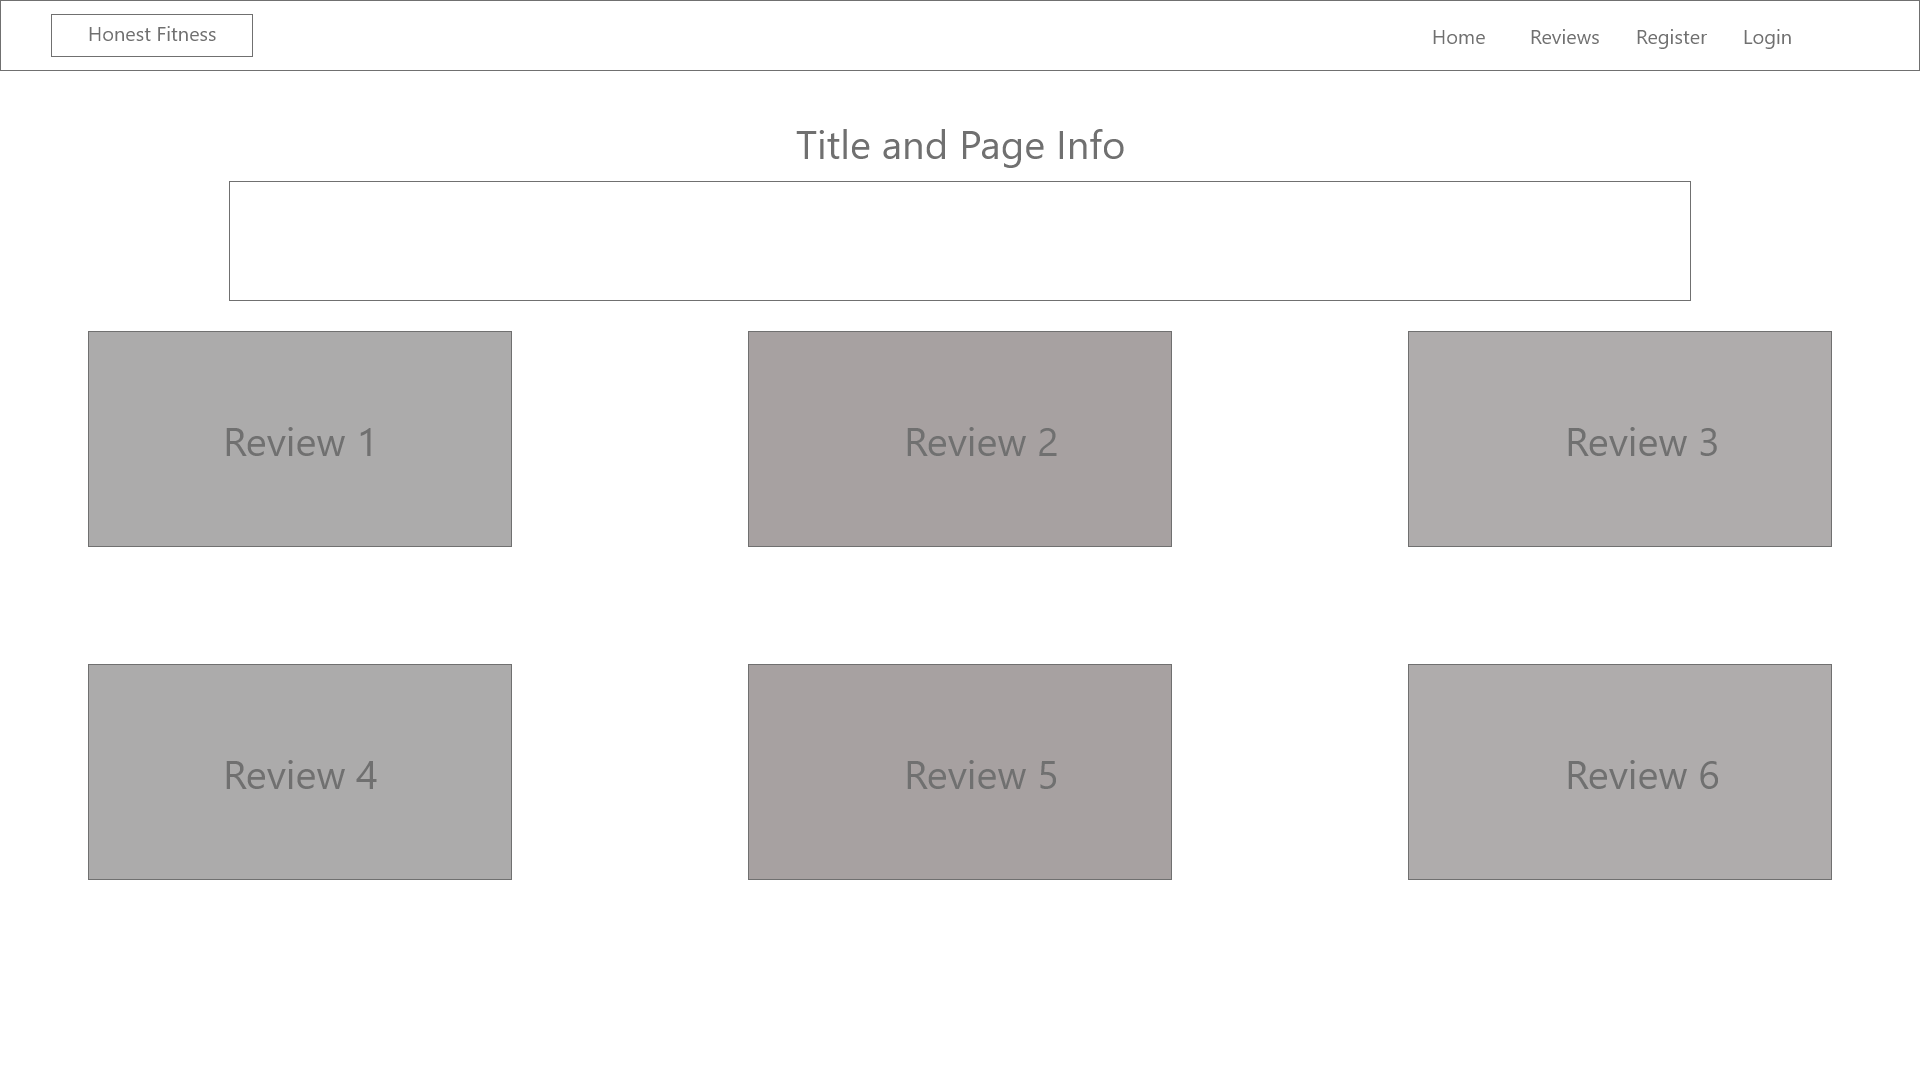 Honest Fitness
Home Reviews Register Login
Title and Page Info
Review 1 Review 2 Review 3
Review 4 Review 5 Review 6